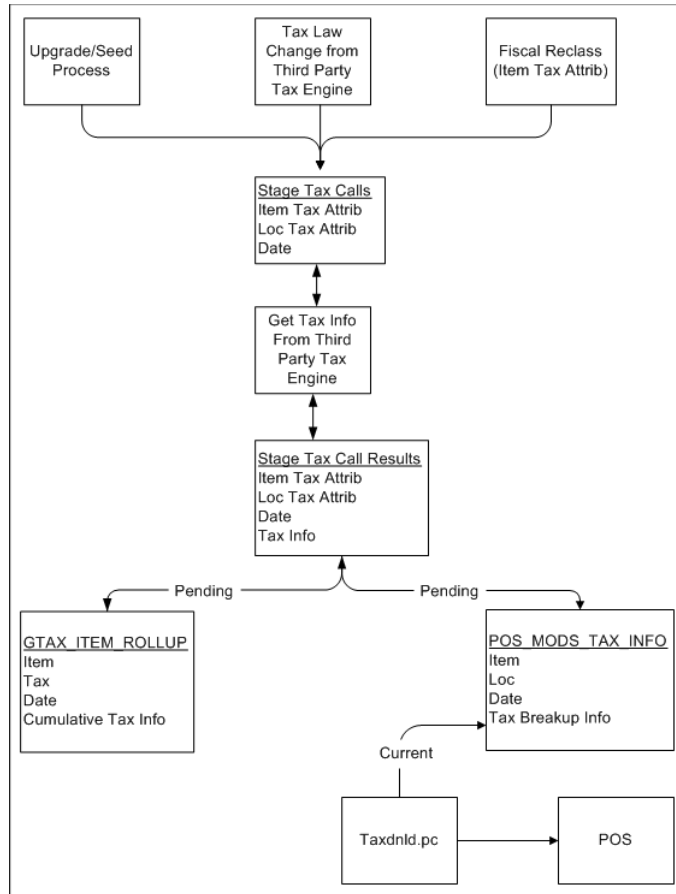 Upgrade/Seed
Process
Tax Law
Change from
Third Party
Tax Engine
Fiscal Reclass
(Item Tax Attrib)
Stage Tax Calls
Item Tax Attrib
Loc Tax Attrib
Date
Get Tax Info
From Third
Party Tax
Engine
Stage Tax Call Results
Item Tax Attrib
Loc Tax Attrib
Date
Tax Info
Pending
Pending
GTAX_ITEM_ROLLUP
Item
Tax
Date
Cumulative Tax Info
POS_MODS_TAX_INFO
Item
Loc
Date
Tax Breakup Info
Current
Taxdnld.pc
POS